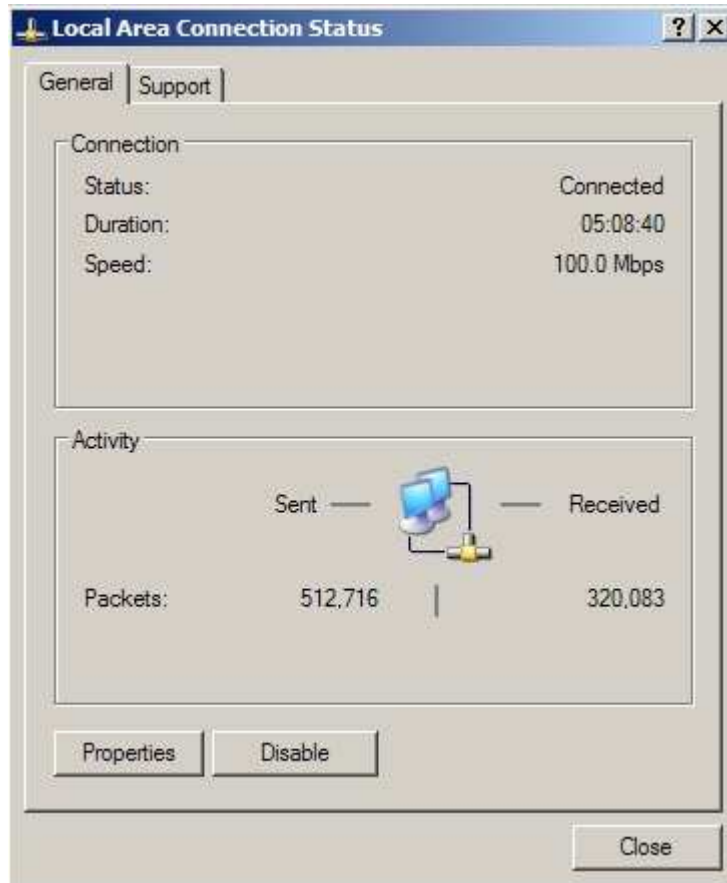 Local Area Connection Status
General Support
Connection
Status: Connected
Duration: 05:08:40
Speed: 100.0 Mbps
Activity
Sent — — Received
Packets: 512,716 | 320,083
Properties Disable
Close